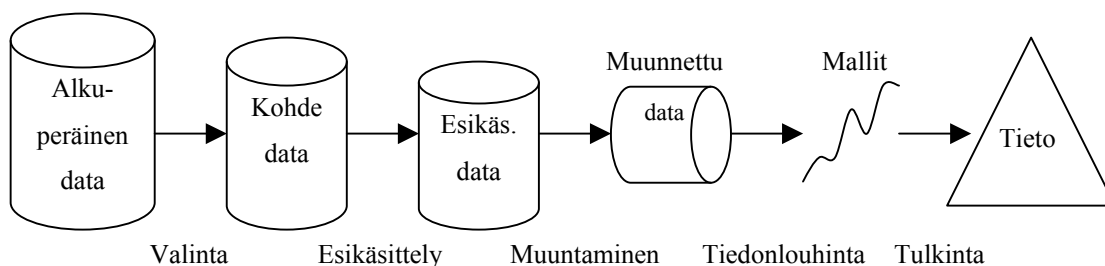 Alku-
peräinen
data
Kohde
data
Esikäs.
data
Muunnettu
data
Mallit
Tieto
Valinta
Esikäsittely
Muuntaminen
Tiedonlouhinta
Tulkinta